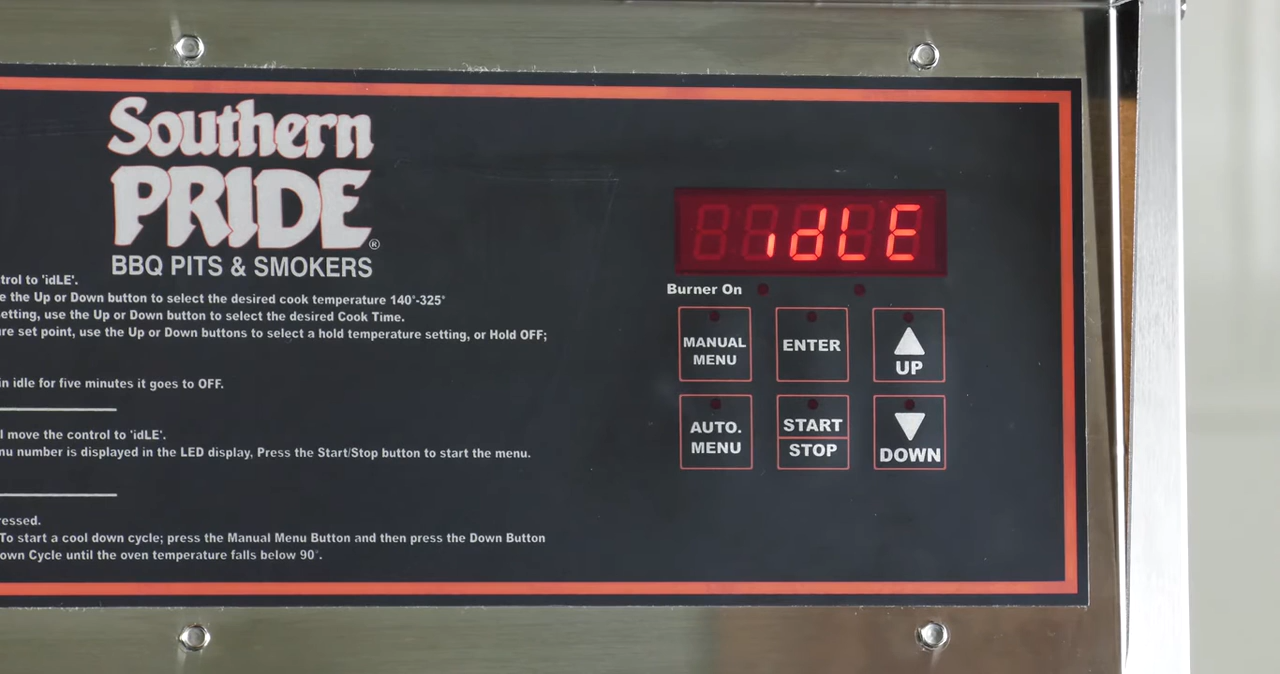 Southern
PRIDE®
BBQ PITS & SMOKERS
trol to 'idLE'.
e the Up or Down button to select the desired cook temperature 140°-325°
etting, use the Up or Down button to select the desired Cook Time.
re set point, use the Up or Down buttons to select a hold temperature setting, or Hold OFF;
in idle for five minutes it goes to OFF.
l move the control to 'idLE'.
nu number is displayed in the LED display, Press the Start/Stop button to start the menu.
ressed.
To start a cool down cycle; press the Manual Menu Button and then press the Down Button
own Cycle until the oven temperature falls below 90°.
idLE
Burner On
MANUAL
MENU
ENTER
UP
AUTO.
MENU
START
STOP
DOWN